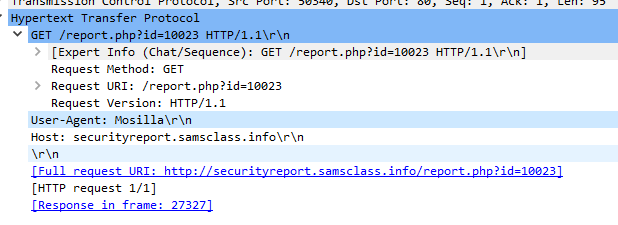 Transmission Control Protocol, Src Port: 50340, Dst Port: 80, Seq: 1, Ack: 1, Len: 95
Hypertext Transfer Protocol
GET /report.php?id=10023 HTTP/1.1\r\n
[Expert Info (Chat/Sequence): GET /report.php?id=10023 HTTP/1.1\r\n]
Request Method: GET
Request URI: /report.php?id=10023
Request Version: HTTP/1.1
User-Agent: Mosilla\r\n
Host: securityreport.samsclass.info\r\n
\r\n
[Full request URI: http://securityreport.samsclass.info/report.php?id=10023]
[HTTP request 1/1]
[Response in frame: 27327]